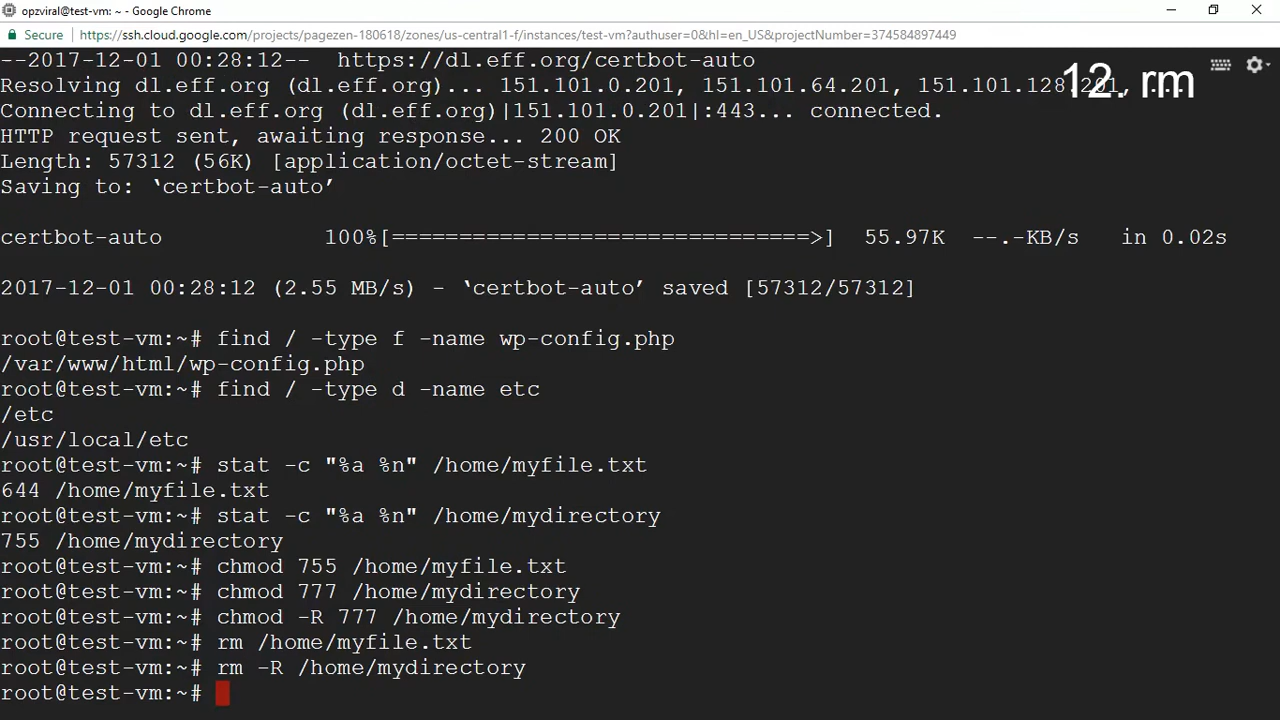 opzviral@test-vm: ~ - Google Chrome
Secure https://ssh.cloud.google.com/projects/pagezen-180618/zones/us-central1-f/instances/test-vm?authuser=0&hl=en_US&projectNumber=374584897449
--2017-12-01 00:28:12-- https://dl.eff.org/certbot-auto
12. rm
Resolving dl.eff.org (dl.eff.org)... 151.101.0.201, 151.101.64.201, 151.101.128.201, ...
Connecting to dl.eff.org (dl.eff.org)|151.101.0.201|:443... connected.
HTTP request sent, awaiting response... 200 OK
Length: 57312 (56K) [application/octet-stream]
Saving to: ‘certbot-auto’
certbot-auto 100%[===============================>] 55.97K --.-KB/s in 0.02s
2017-12-01 00:28:12 (2.55 MB/s) - ‘certbot-auto’ saved [57312/57312]
root@test-vm:~# find / -type f -name wp-config.php
/var/www/html/wp-config.php
root@test-vm:~# find / -type d -name etc
/etc
/usr/local/etc
root@test-vm:~# stat -c "%a %n" /home/myfile.txt
644 /home/myfile.txt
root@test-vm:~# stat -c "%a %n" /home/mydirectory
755 /home/mydirectory
root@test-vm:~# chmod 755 /home/myfile.txt
root@test-vm:~# chmod 777 /home/mydirectory
root@test-vm:~# chmod -R 777 /home/mydirectory
root@test-vm:~# rm /home/myfile.txt
root@test-vm:~# rm -R /home/mydirectory
root@test-vm:~#